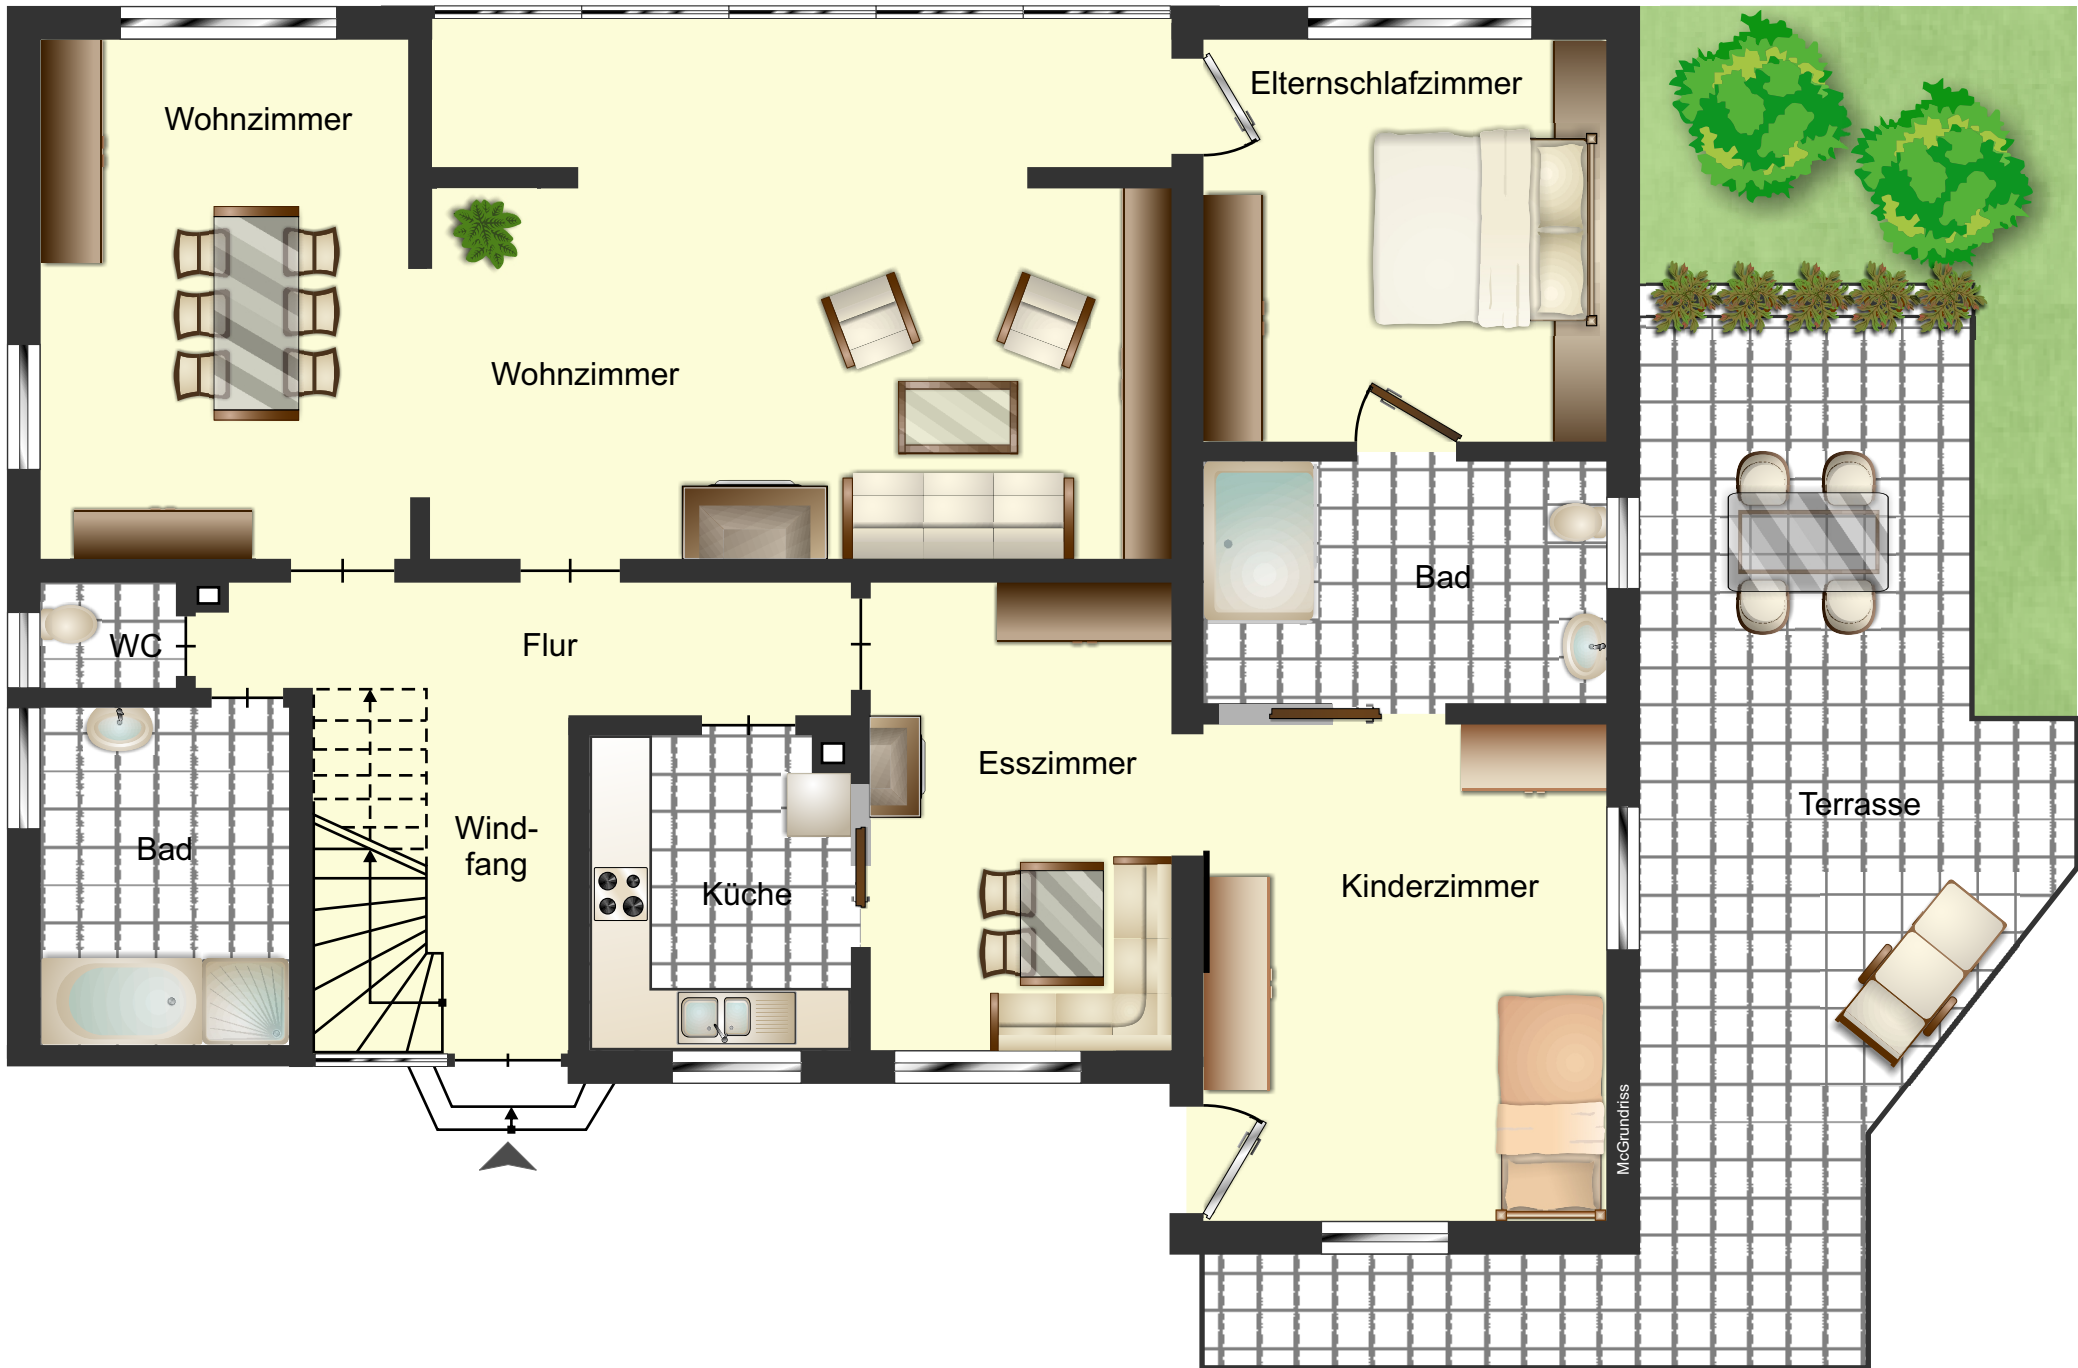 Elternschlafzimmer
Wohnzimmer
Wohnzimmer
Bad
WC
Flur
Esszimmer
Terrasse
Wind-
fang
Bad
Küche
Kinderzimmer
McGrundriss